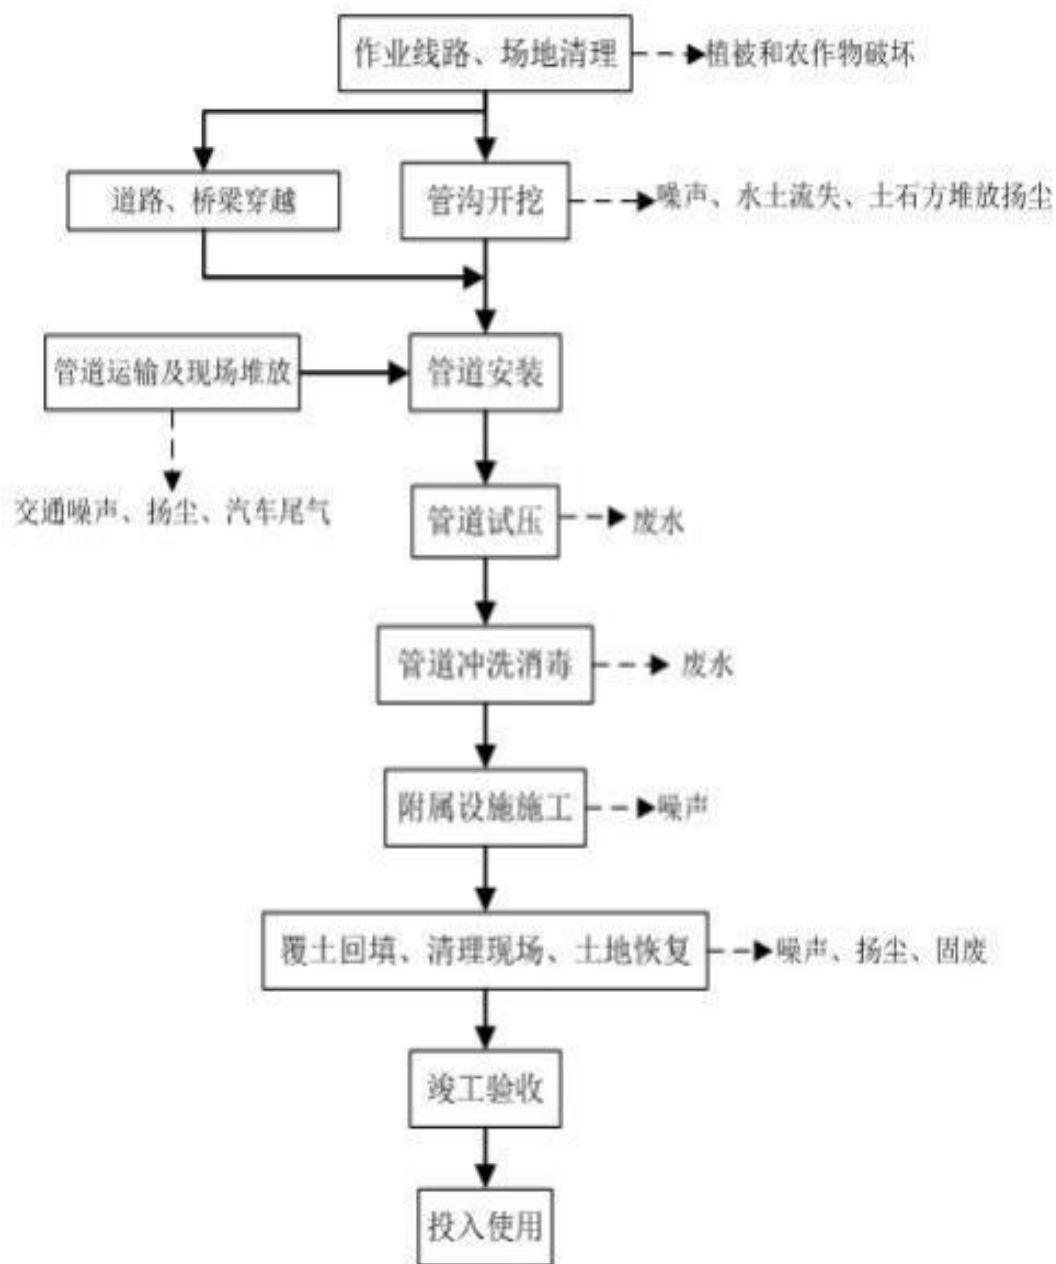 作业线路、场地清理
植被和农作物破坏
道路、桥梁穿越
管沟开挖
噪声、水土流失、土石方堆放扬尘
管道运输及现场堆放
管道安装
交通噪声、扬尘、汽车尾气
管道试压
废水
管道冲洗消毒
废水
附属设施施工
噪声
覆土回填、清理现场、土地恢复
噪声、扬尘、固废
竣工验收
投入使用